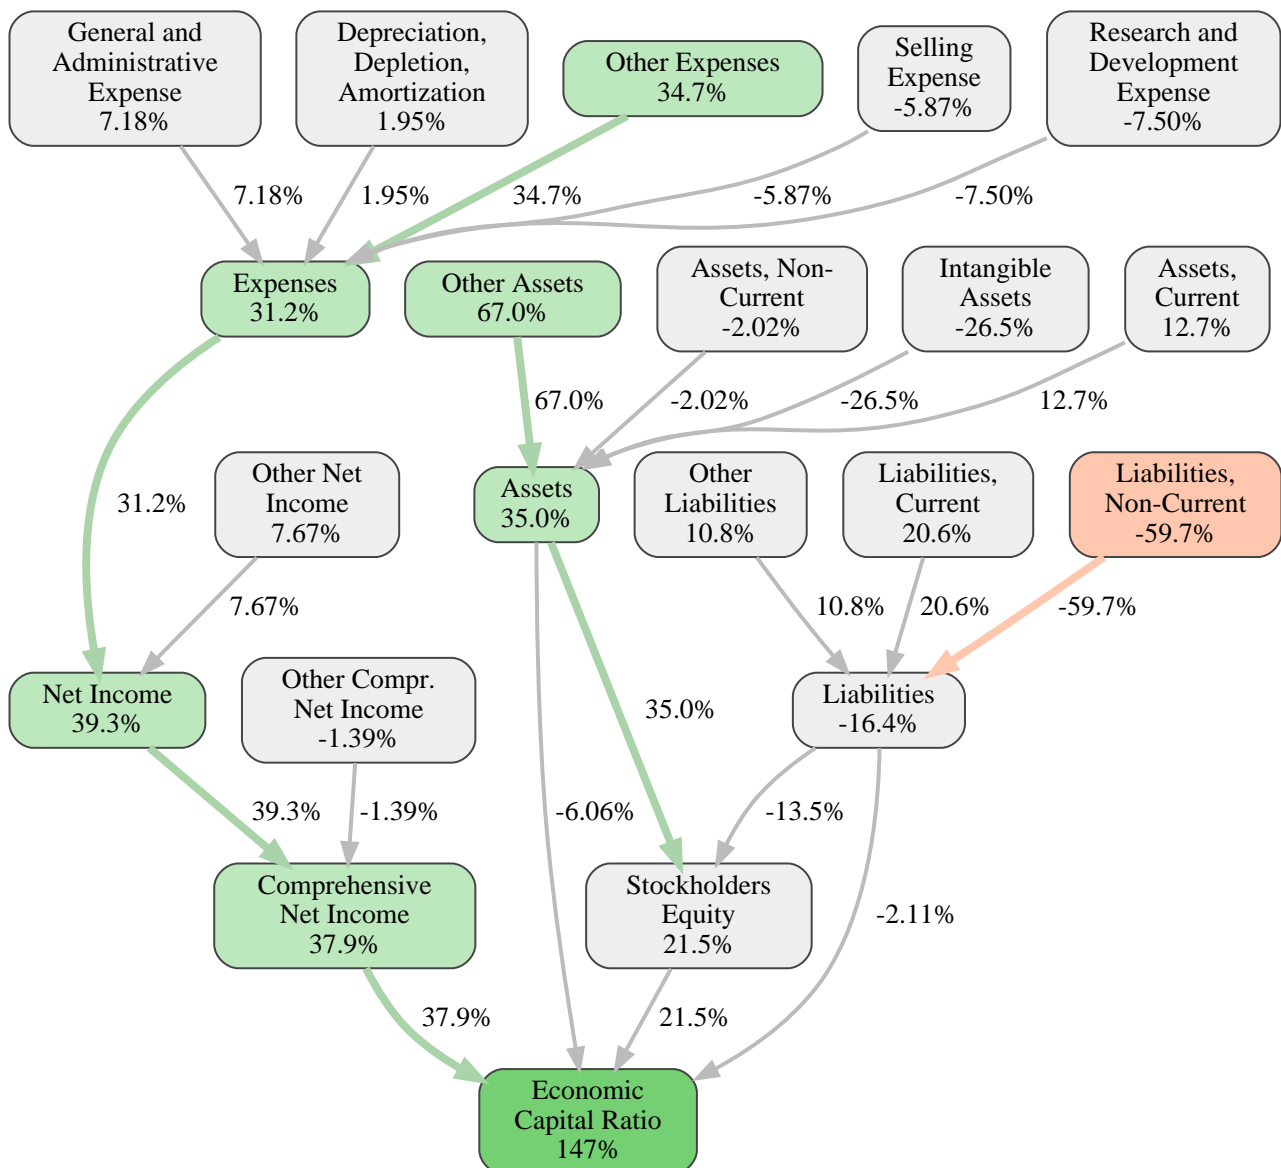 General and
Administrative
Expense
7.18%
Depreciation,
Depletion,
Amortization
1.95%
Other Expenses
34.7%
Selling
Expense
-5.87%
Research and
Development
Expense
-7.50%
7.18%
1.95%
34.7%
-5.87%
-7.50%
Expenses
31.2%
Other Assets
67.0%
Assets, Non-
Current
-2.02%
Intangible
Assets
-26.5%
Assets,
Current
12.7%
67.0%
-2.02%
-26.5%
12.7%
31.2%
Other Net
Income
7.67%
Assets
35.0%
Other
Liabilities
10.8%
Liabilities,
Current
20.6%
Liabilities,
Non-Current
-59.7%
7.67%
10.8%
20.6%
-59.7%
Net Income
39.3%
Other Compr.
Net Income
-1.39%
35.0%
Liabilities
-16.4%
39.3%
-1.39%
-6.06%
-13.5%
Comprehensive
Net Income
37.9%
Stockholders
Equity
21.5%
-2.11%
37.9%
21.5%
Economic
Capital Ratio
147%